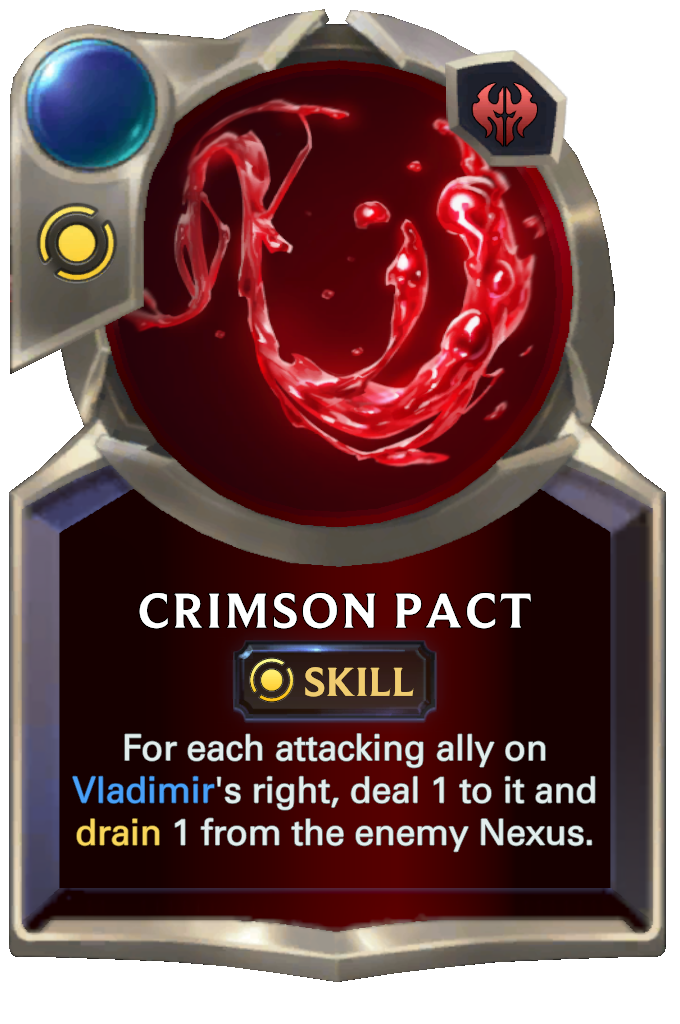 CRIMSON PACT
SKILL
For each attacking ally on
Vladimir's right, deal 1 to it and
drain 1 from the enemy Nexus.